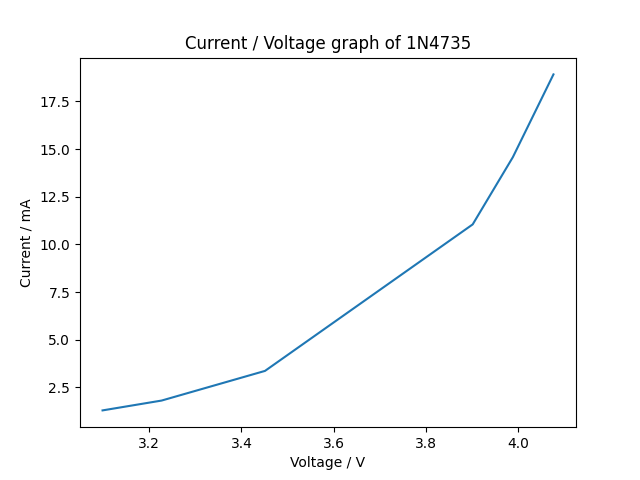 Current / Voltage graph of 1N4735
17.5
15.0
12.5
10.0
7.5
5.0
2.5
Current / mA
3.2 3.4 3.6 3.8 4.0
Voltage / V